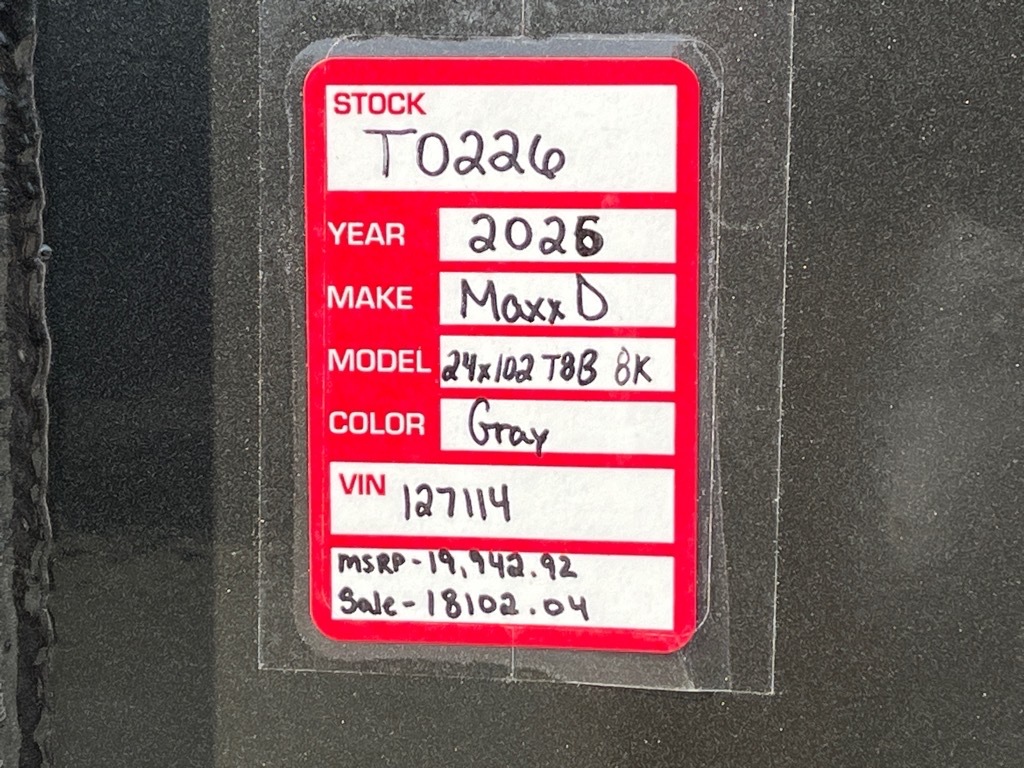 STOCK
T0226
YEAR 2025
MAKE Maxx D
MODEL 24x102 T8B 8K
COLOR Gray
VIN 127114
MSRP-19,942.92
Sale-18102.04